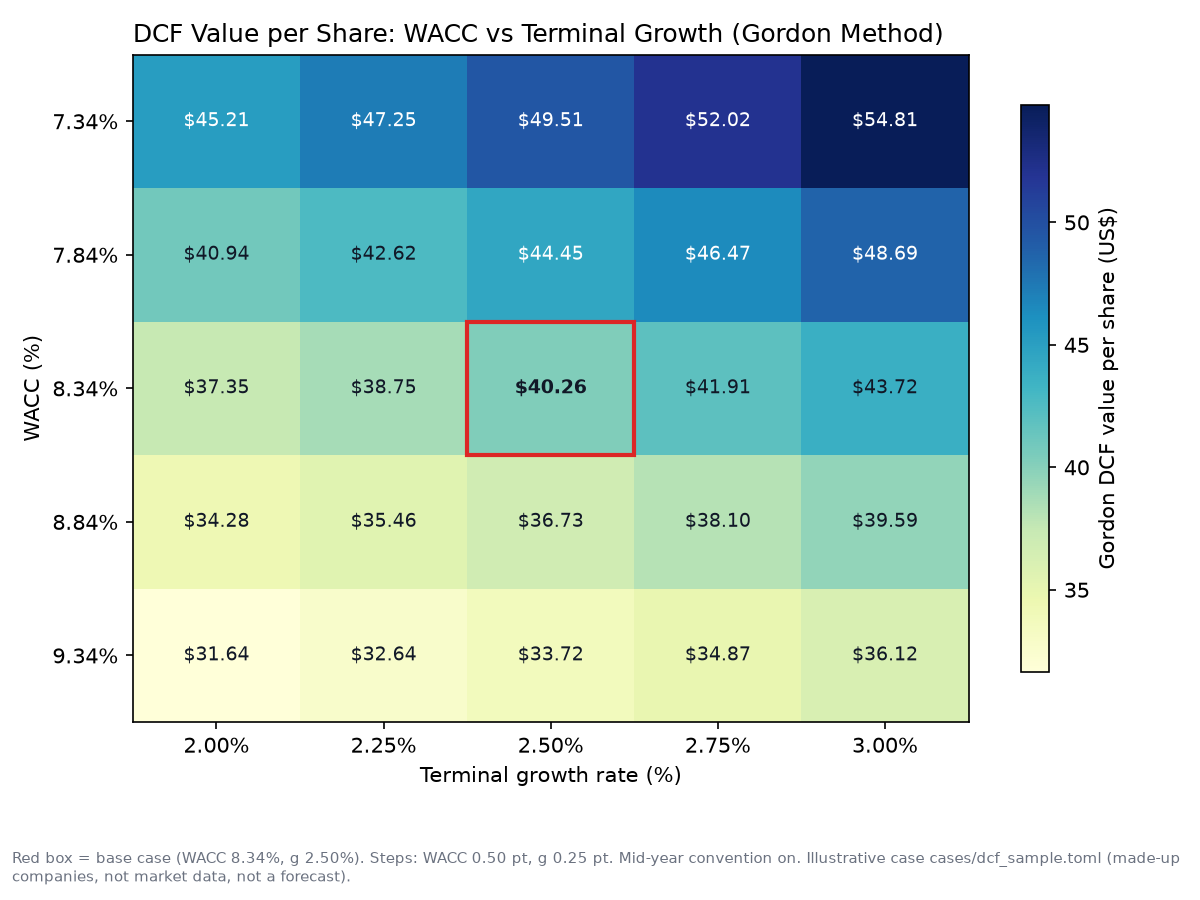 DCF Value per Share: WACC vs Terminal Growth (Gordon Method)
WACC (%)
7.34% $45.21 $47.25 $49.51 $52.02 $54.81
7.84% $40.94 $42.62 $44.45 $46.47 $48.69
8.34% $37.35 $38.75 $40.26 $41.91 $43.72
8.84% $34.28 $35.46 $36.73 $38.10 $39.59
9.34% $31.64 $32.64 $33.72 $34.87 $36.12
2.00% 2.25% 2.50% 2.75% 3.00%
Terminal growth rate (%)
50
45
40
35
Gordon DCF value per share (US$)
Red box = base case (WACC 8.34%, g 2.50%). Steps: WACC 0.50 pt, g 0.25 pt. Mid-year convention on. Illustrative case cases/dcf_sample.toml (made-up
companies, not market data, not a forecast).